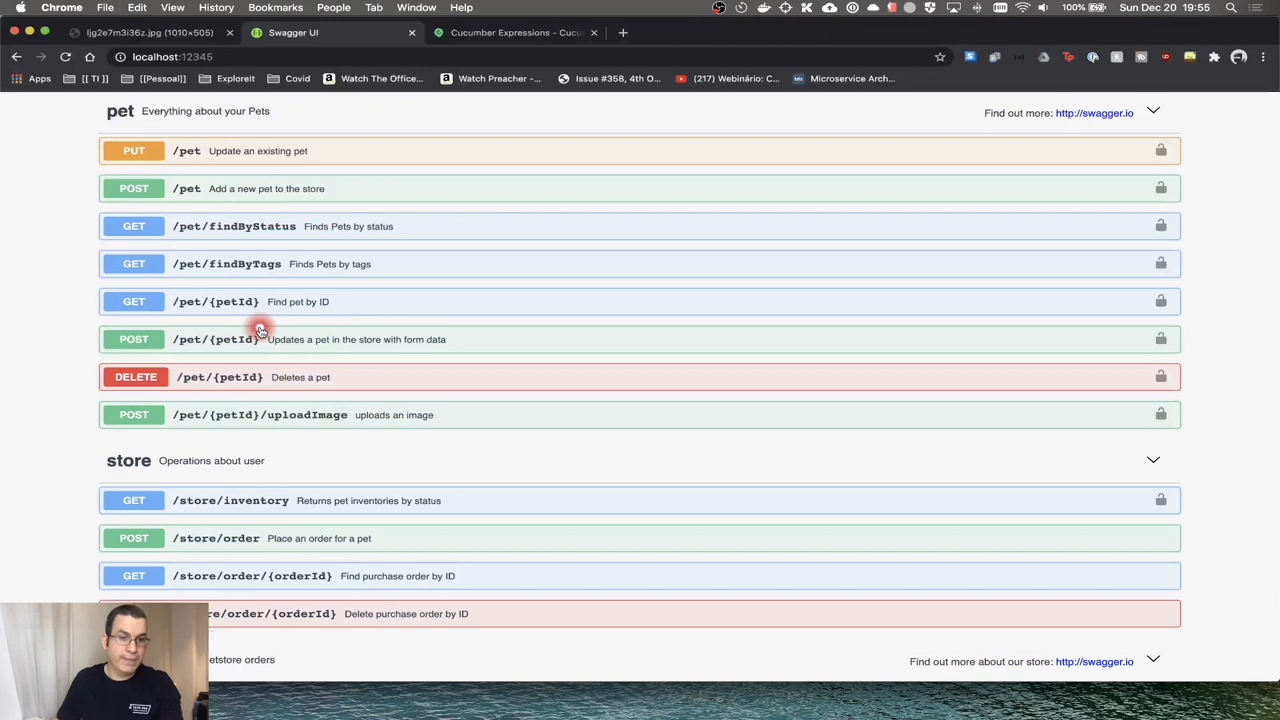 Chrome File Edit View History Bookmarks People Tab Window Help 100% Sun Dec 20 19:55
ljg2e7m3i36z.jpg (1010×505) Swagger UI Cucumber Expressions - Cucu
localhost:12345
Apps [[ TI ]] [[Pessoal]] ExploreIt Covid Watch The Office... Watch Preacher -... Issue #358, 4th O... (217) Webinário: C... Microservice Arch...
pet Everything about your Pets Find out more: http://swagger.io
PUT /pet Update an existing pet
POST /pet Add a new pet to the store
GET /pet/findByStatus Finds Pets by status
GET /pet/findByTags Finds Pets by tags
GET /pet/{petId} Find pet by ID
POST /pet/{petId} Updates a pet in the store with form data
DELETE /pet/{petId} Deletes a pet
POST /pet/{petId}/uploadImage uploads an image
store Operations about user
GET /store/inventory Returns pet inventories by status
POST /store/order Place an order for a pet
GET /store/order/{orderId} Find purchase order by ID
re/order/{orderId} Delete purchase order by ID
etstore orders Find out more about our store: http://swagger.io